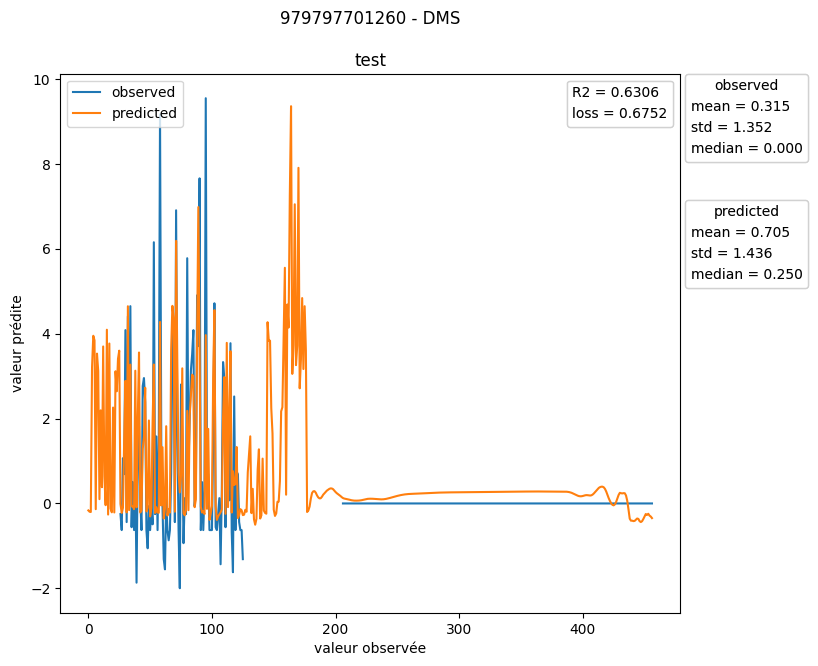 979797701260 - DMS
test
observed
predicted
R2 = 0.6306
loss = 0.6752
observed
mean = 0.315
std = 1.352
median = 0.000
predicted
mean = 0.705
std = 1.436
median = 0.250
valeur prédite
10
8
6
4
2
0
−2
0
100
200
300
400
valeur observée